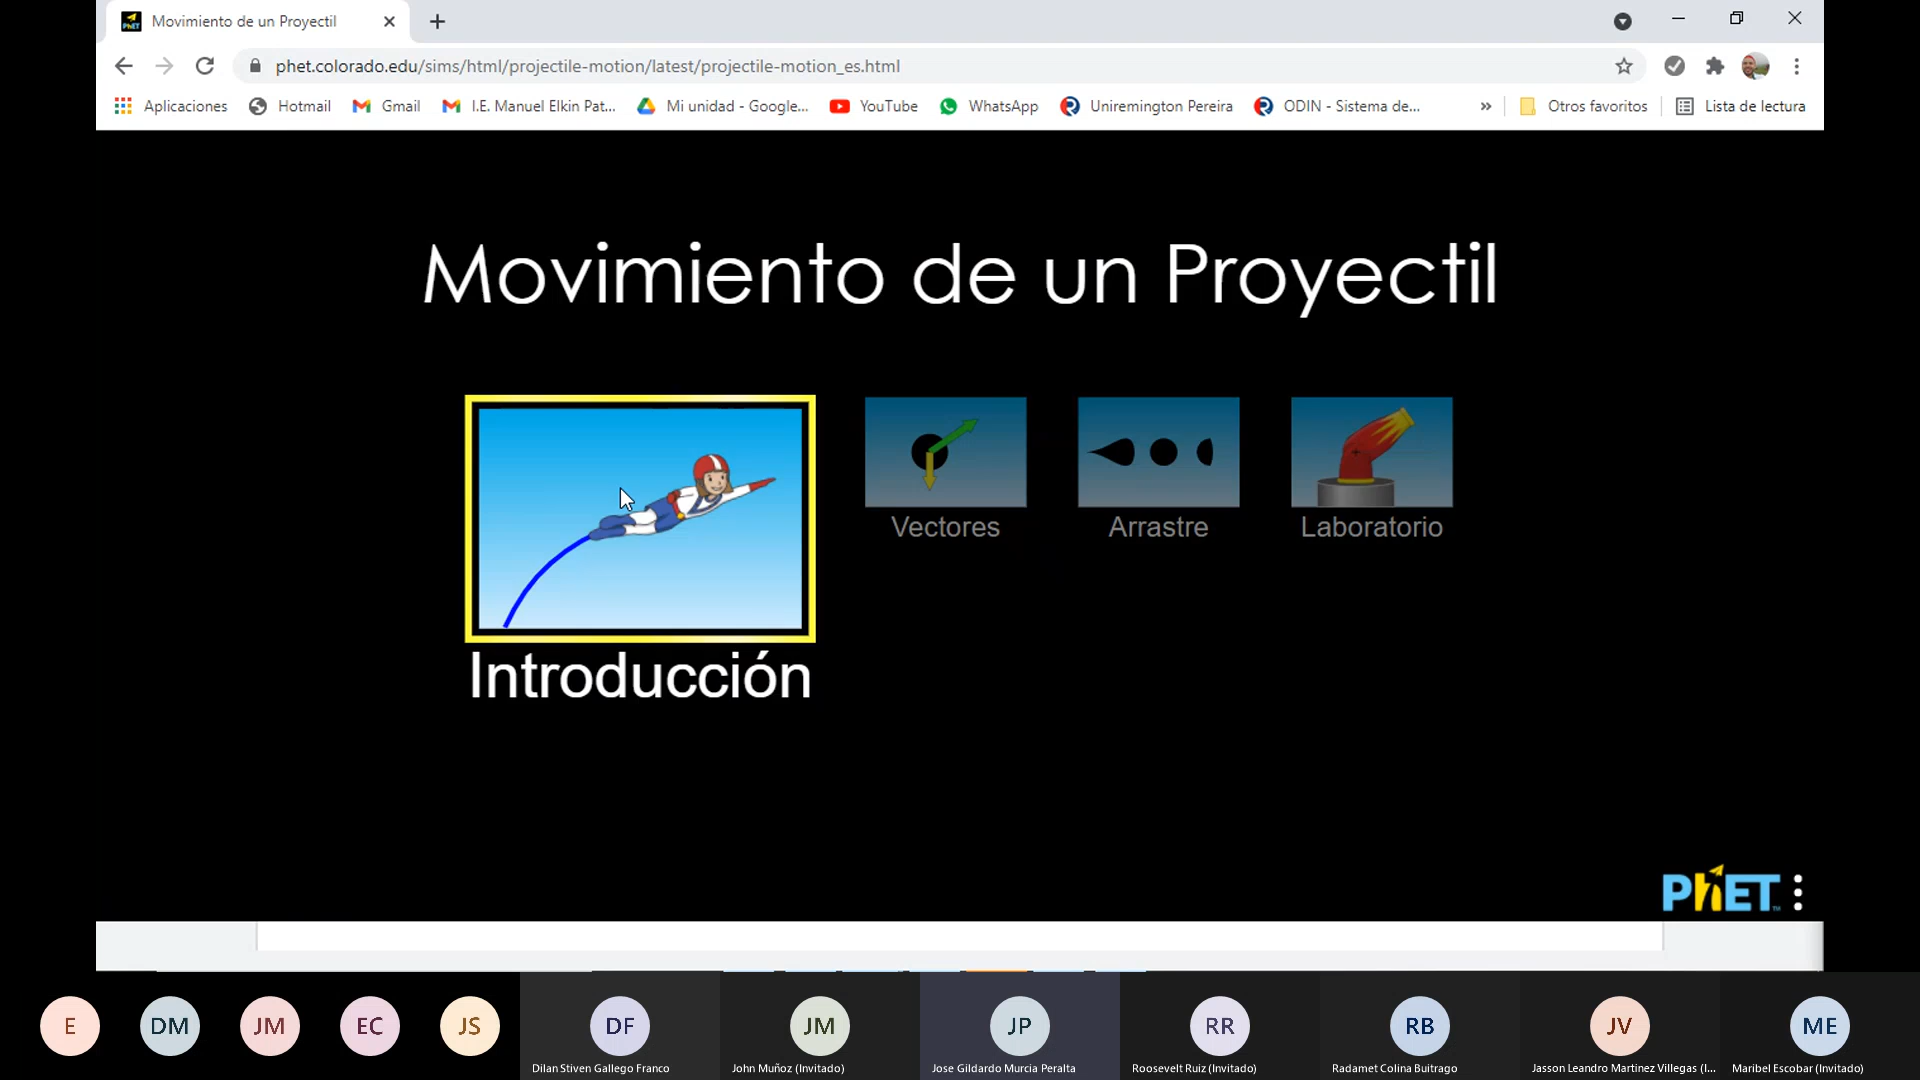 Movimiento de un Proyectil
phet.colorado.edu/sims/html/projectile-motion/latest/projectile-motion_es.html
Aplicaciones Hotmail Gmail I.E. Manuel Elkin Pat... Mi unidad - Google... YouTube WhatsApp Uniremington Pereira ODIN - Sistema de... » Otros favoritos Lista de lectura
Movimiento de un Proyectil
Introducción
Vectores
Arrastre
Laboratorio
PhET
E DM JM EC JS DF JM JP RR RB JV ME
Dilan Stiven Gallego Franco John Muñoz (Invitado) Jose Gildardo Murcia Peralta Roosevelt Ruiz (Invitado) Radamet Colina Buitrago Jasson Leandro Martinez Villegas (I... Maribel Escobar (Invitado)